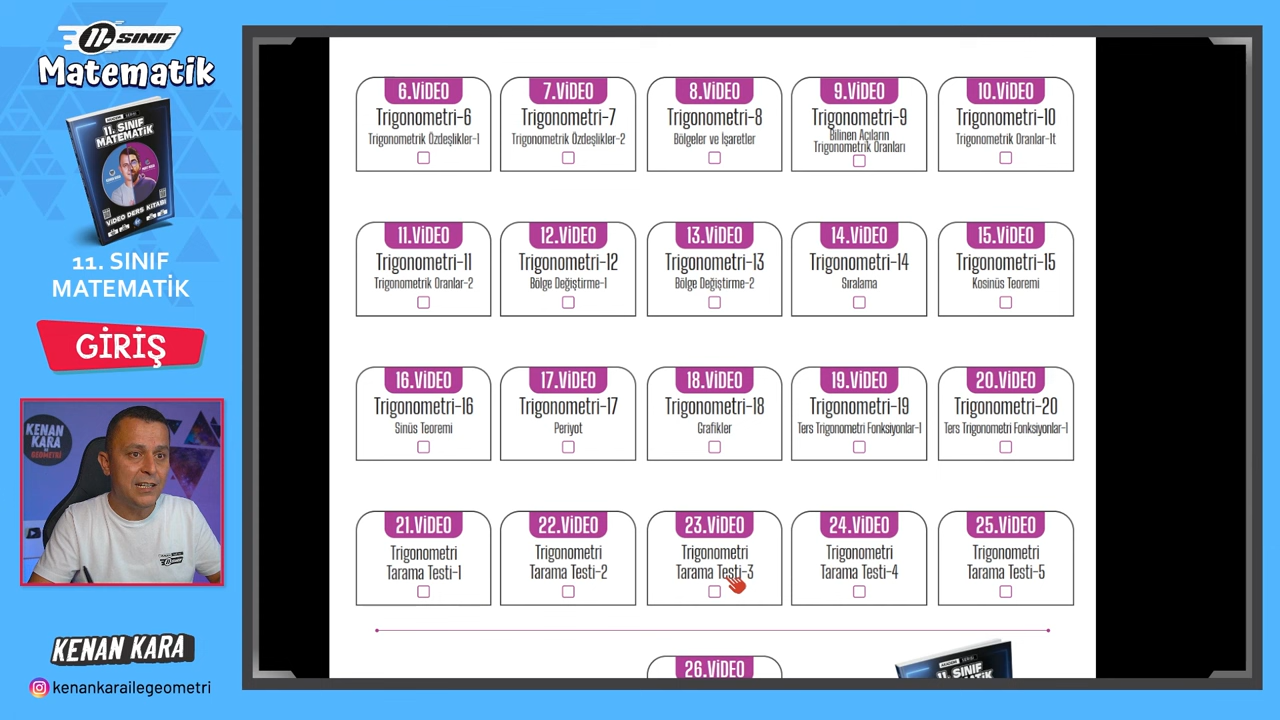 11. SINIF
Matematik
11. SINIF
MATEMATİK
VİDEO DERS KİTABI
11. SINIF
MATEMATİK
GİRİŞ
KENAN
KARA
GEOMETRİ
KENAN KARA
kenankarailegeometri
6.VİDEO
Trigonometri-6
Trigonometrik Özdeşlikler-1
7.VİDEO
Trigonometri-7
Trigonometrik Özdeşlikler-2
8.VİDEO
Trigonometri-8
Bölgeler ve İşaretler
9.VİDEO
Trigonometri-9
Bilinen Açıların
Trigonometrik Oranları
10.VİDEO
Trigonometri-10
Trigonometrik Oranlar-1t
11.VİDEO
Trigonometri-11
Trigonometrik Oranlar-2
12.VİDEO
Trigonometri-12
Bölge Değiştirme-1
13.VİDEO
Trigonometri-13
Bölge Değiştirme-2
14.VİDEO
Trigonometri-14
Sıralama
15.VİDEO
Trigonometri-15
Kosinüs Teoremi
16.VİDEO
Trigonometri-16
Sinüs Teoremi
17.VİDEO
Trigonometri-17
Periyot
18.VİDEO
Trigonometri-18
Grafikler
19.VİDEO
Trigonometri-19
Ters Trigonometri Fonksiyonlar-1
20.VİDEO
Trigonometri-20
Ters Trigonometri Fonksiyonlar-1
21.VİDEO
Trigonometri
Tarama Testi-1
22.VİDEO
Trigonometri
Tarama Testi-2
23.VİDEO
Trigonometri
Tarama Testi-3
24.VİDEO
Trigonometri
Tarama Testi-4
25.VİDEO
Trigonometri
Tarama Testi-5
26.VİDEO
11. SINIF